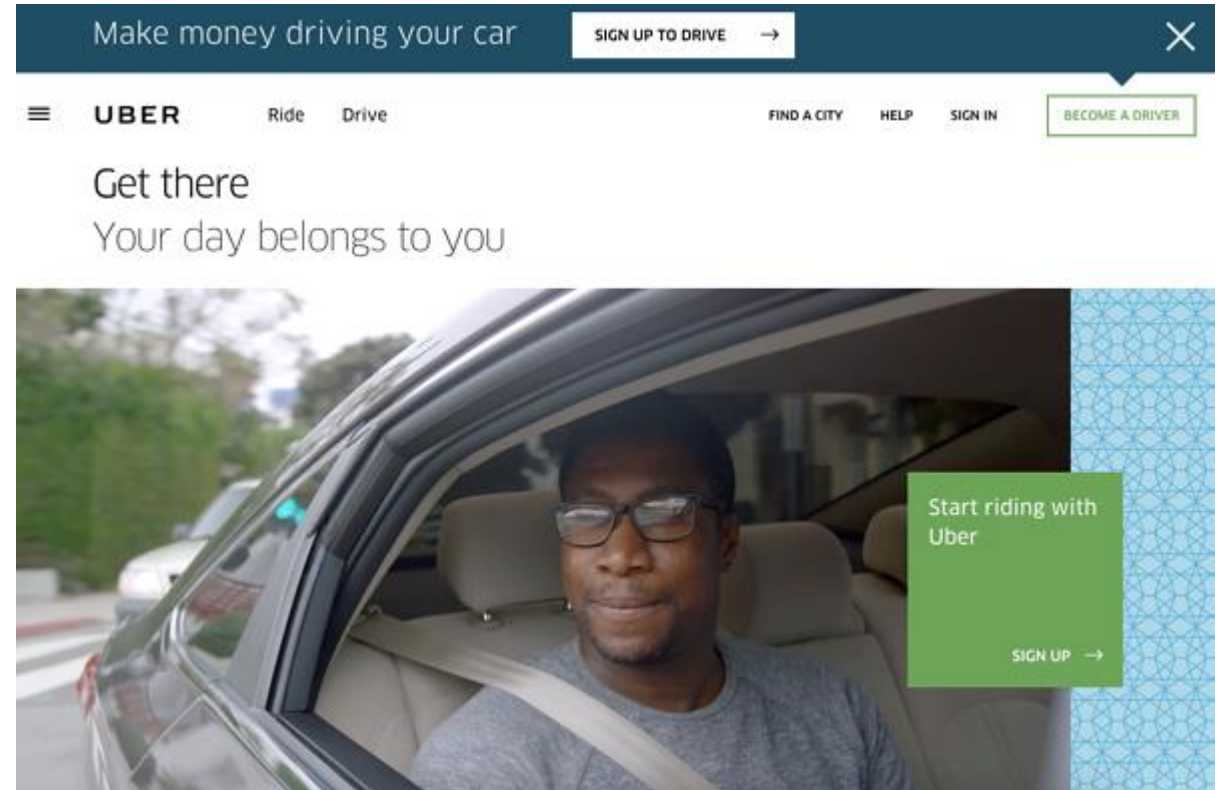 Make money driving your car
SIGN UP TO DRIVE →
UBER
Ride
Drive
FIND A CITY
HELP
SIGN IN
BECOME A DRIVER
Get there
Your day belongs to you
Start riding with
Uber
SIGN UP →